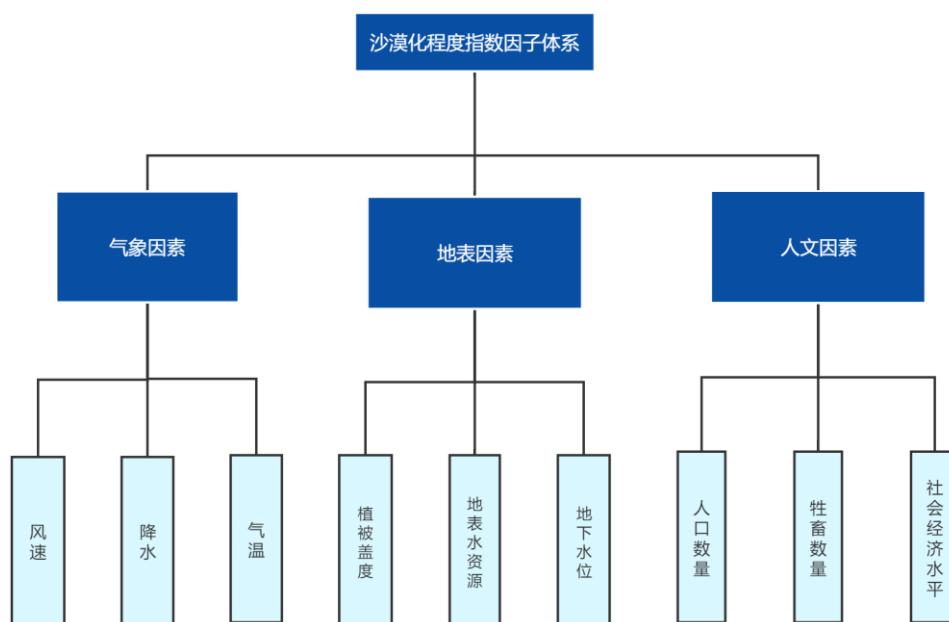 沙漠化程度指数因子体系
气象因素
地表因素
人文因素
风速
降水
气温
植被盖度
地表水资源
地下水位
人口数量
牲畜数量
社会经济水平